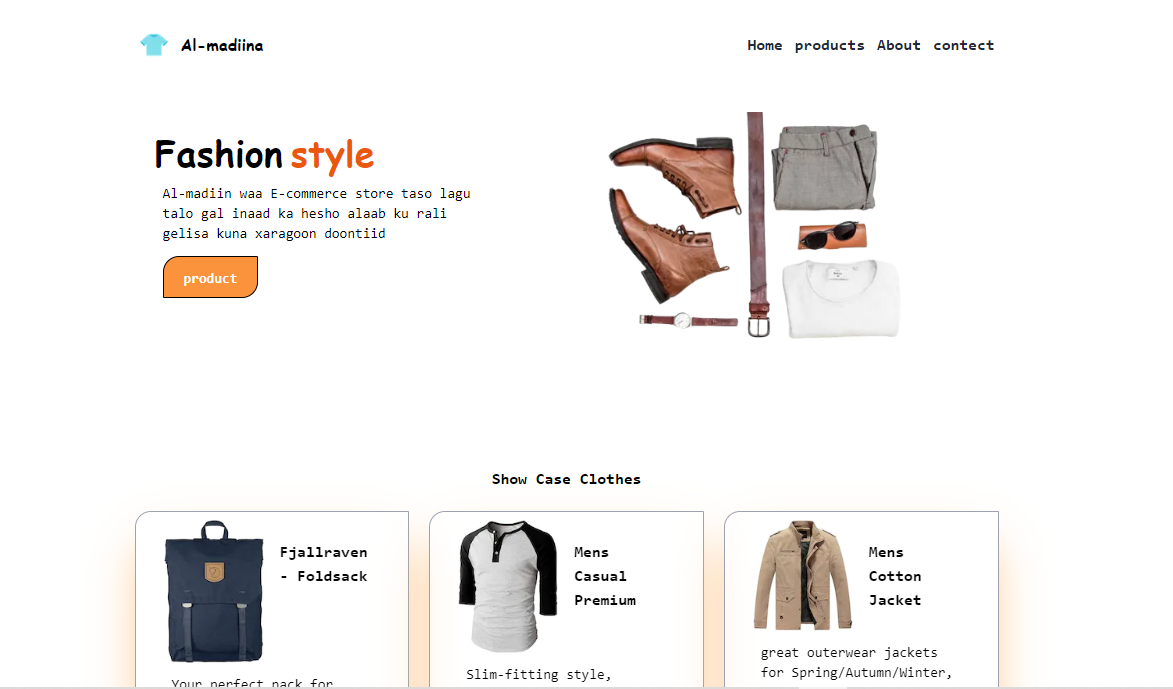 Al-madiina
Home products About contect
Fashion style
Al-madiin waa E-commerce store taso lagu
talo gal inaad ka hesho alaab ku rali
gelisa kuna xaragoon doontiid
product
Show Case Clothes
Fjallraven
- Foldsack
Your perfect pack for
Mens
Casual
Premium
Slim-fitting style,
Mens
Cotton
Jacket
great outerwear jackets
for Spring/Autumn/Winter,